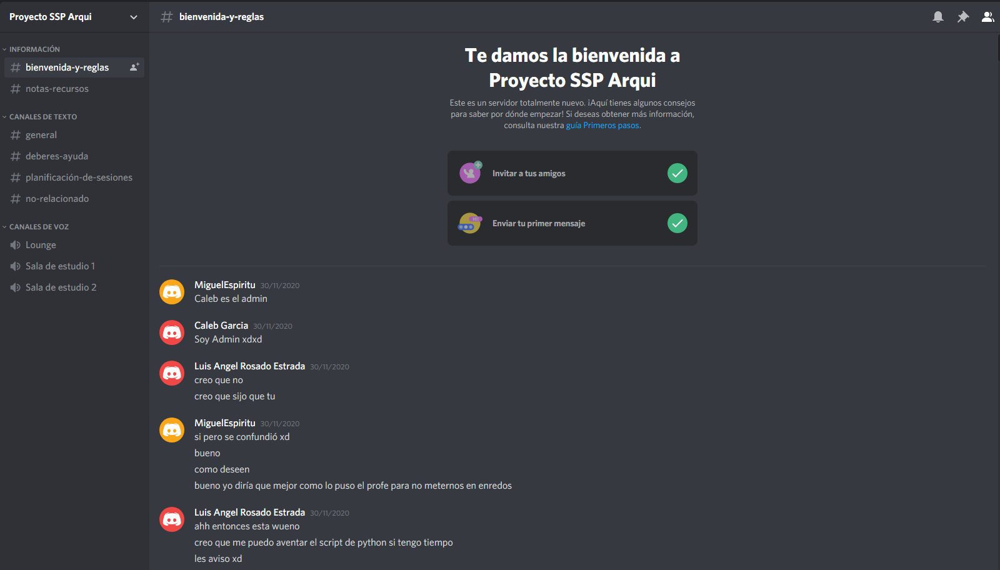 Proyecto SSP Arqui
INFORMACIÓN
bienvenida-y-reglas
notas-recursos
CANALES DE TEXTO
general
deberes-ayuda
planificación-de-sesiones
no-relacionado
CANALES DE VOZ
Lounge
Sala de estudio 1
Sala de estudio 2
bienvenida-y-reglas
Te damos la bienvenida a
Proyecto SSP Arqui
Este es un servidor totalmente nuevo. ¡Aquí tienes algunos consejos
para saber por dónde empezar! Si deseas obtener más información,
consulta nuestra guía Primeros pasos.
Invitar a tus amigos
HI!
Enviar tu primer mensaje
MiguelEspiritu 30/11/2020
Caleb es el admin
Caleb Garcia 30/11/2020
Soy Admin xdxd
Luis Angel Rosado Estrada 30/11/2020
creo que no
creo que sijo que tu
MiguelEspiritu 30/11/2020
si pero se confundió xd
bueno
como deseen
bueno yo diría que mejor como lo puso el profe para no meternos en enredos
Luis Angel Rosado Estrada 30/11/2020
ahh entonces esta wueno
creo que me puedo aventar el script de python si tengo tiempo
les aviso xd